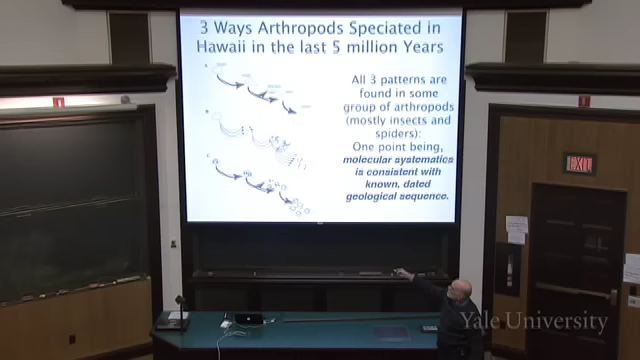 3 Ways Arthropods Speciated in
Hawaii in the last 5 million Years
A
B
C
All 3 patterns are
found in some
group of arthropods
(mostly insects and
spiders):
One point being,
molecular systematics
is consistent with
known, dated
geological sequence.
EXIT
Yale University